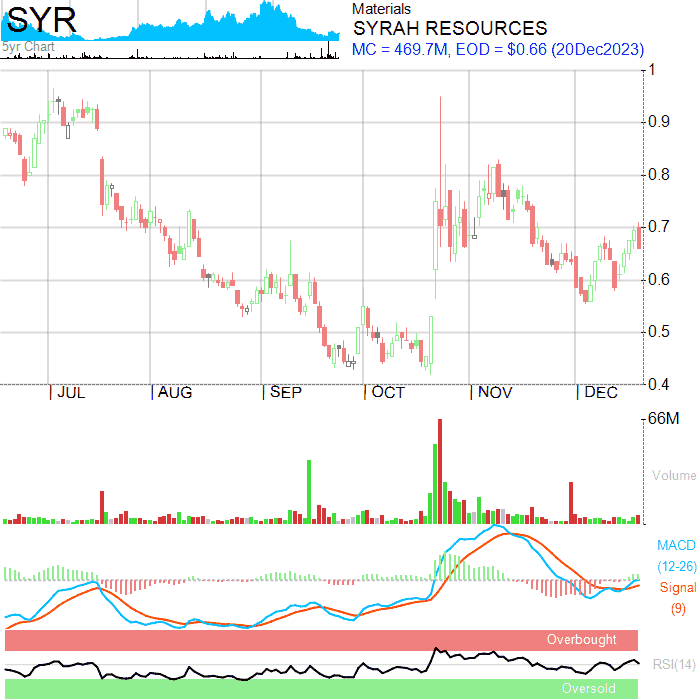 SYR
5yr Chart
Materials
SYRAH RESOURCES
MC = 469.7M, EOD = $0.66 (20Dec2023)
1
0.9
0.8
0.7
0.6
0.5
0.4
JUL AUG SEP OCT NOV DEC
66M
Volume
MACD
(12-26)
Signal
(9)
Overbought
RSI(14)
Oversold